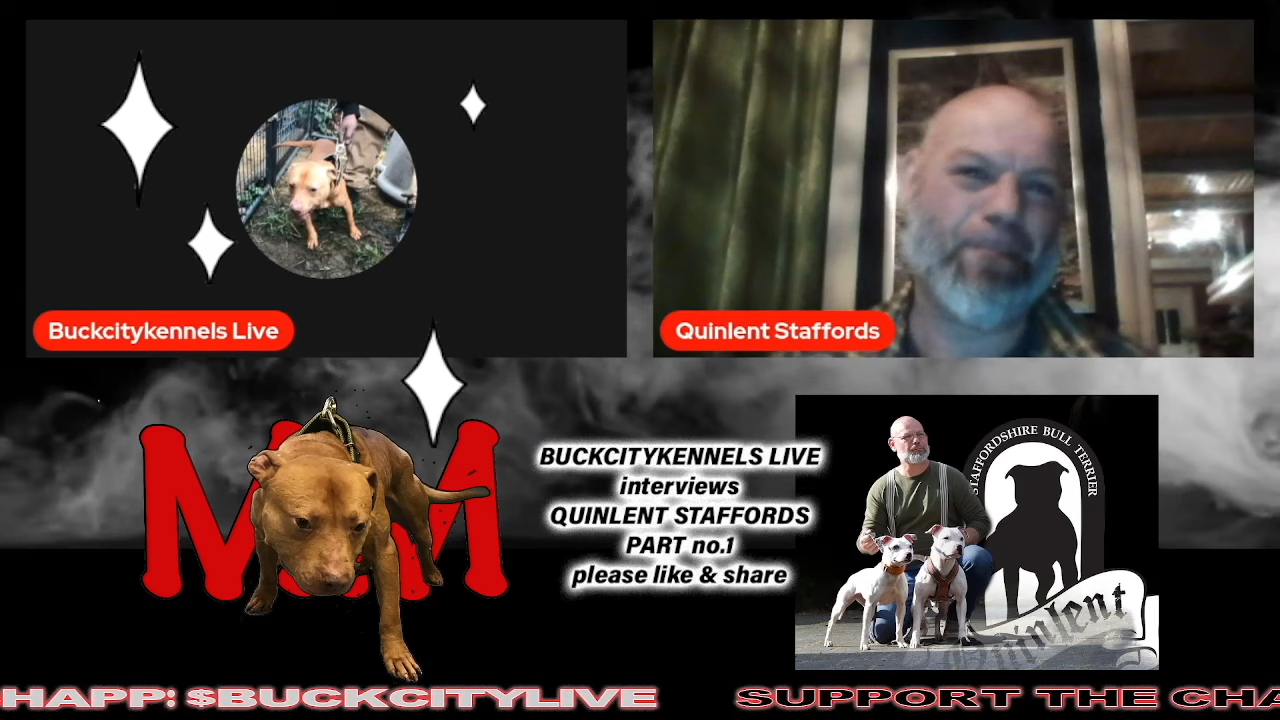 Buckcitykennels Live
Quinlent Staffords
BUCKCITYKENNELS LIVE
interviews
QUINLENT STAFFORDS
PART no.1
please like & share
STAFFORDSHIRE BULL TERRIER
Quinlent
HAPP: $BUCKCITYLIVE SUPPORT THE CHA